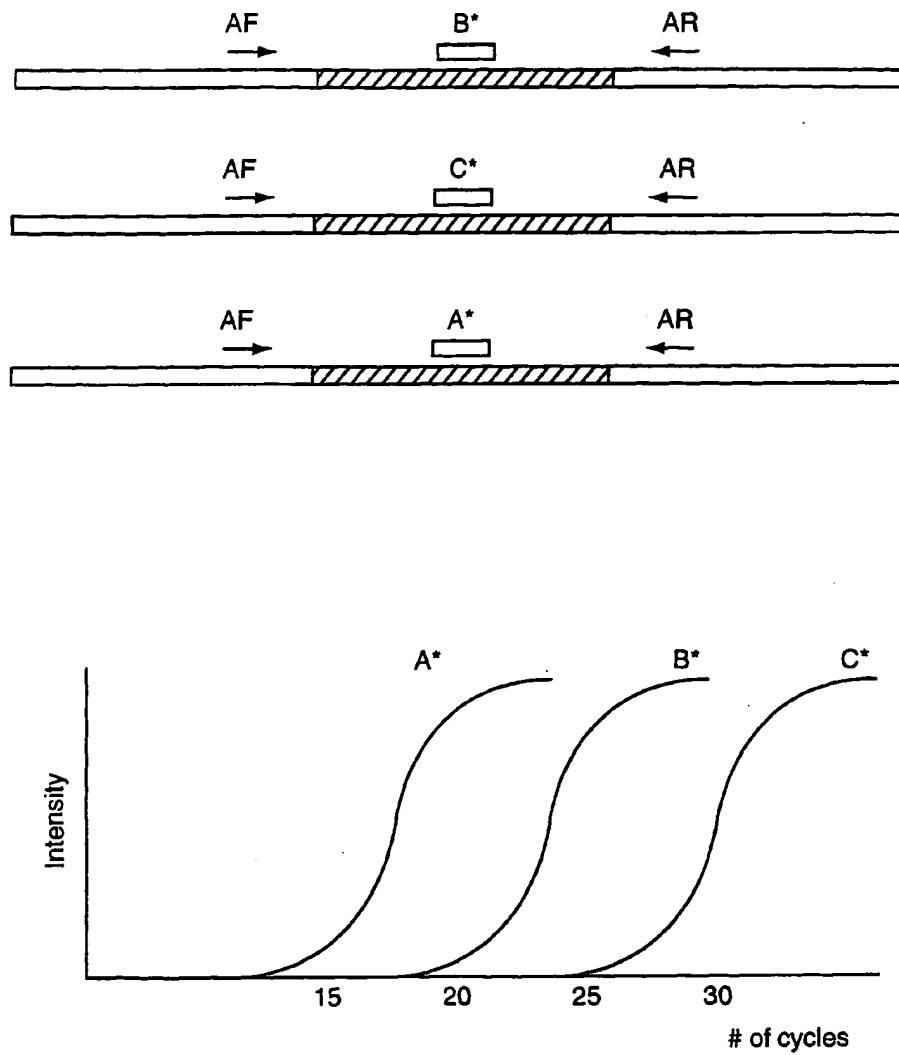 AF B* AR
AF C* AR
AF A* AR
A* B* C*
Intensity
15 20 25 30
# of cycles